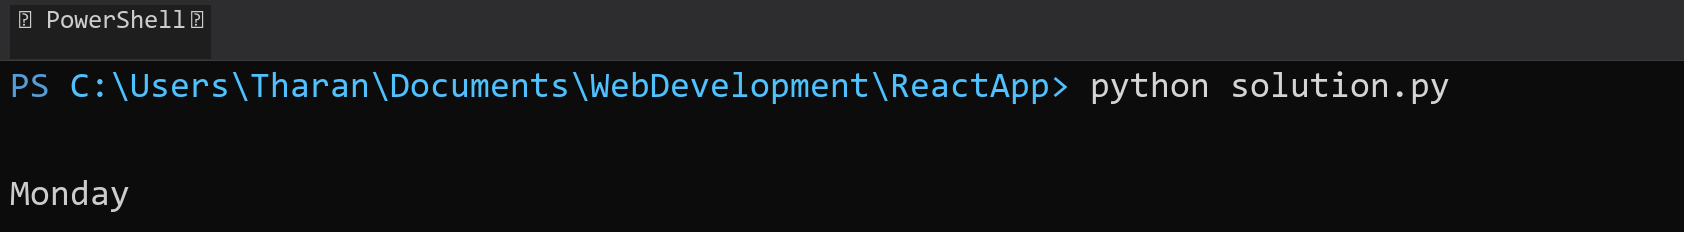 PowerShell
PS C:\Users\Tharan\Documents\WebDevelopment\ReactApp> python solution.py
Monday